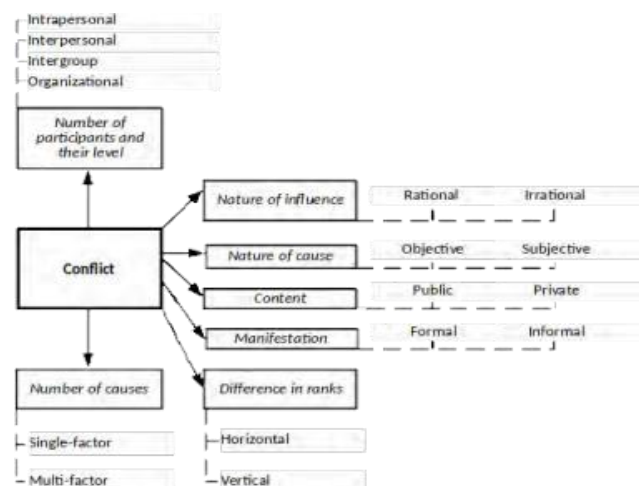 Intrapersonal
Interpersonal
Intergroup
Organizational
Number of
participants and
their level
Nature of influence
Rational
Irrational
Conflict
Nature of cause
Objective
Subjective
Content
Public
Private
Manifestation
Formal
Informal
Number of causes
Difference in ranks
Single-factor
Horizontal
Multi-factor
Vertical